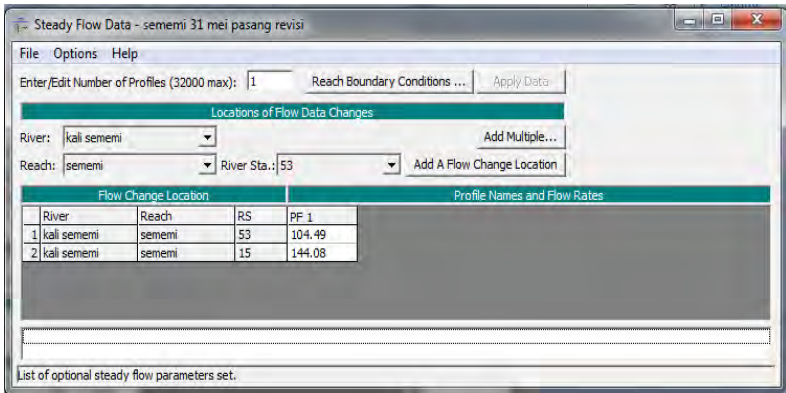 Steady Flow Data - sememi 31 mei pasang revisi
File Options Help
Enter/Edit Number of Profiles (32000 max): 1 Reach Boundary Conditions ... Apply Data
Locations of Flow Data Changes
River: kali sememi Add Multiple...
Reach: sememi River Sta.: 53 Add A Flow Change Location
Flow Change Location Profile Names and Flow Rates
River Reach RS PF 1
1 kali sememi sememi 53 104.49
2 kali sememi sememi 15 144.08
List of optional steady flow parameters set.